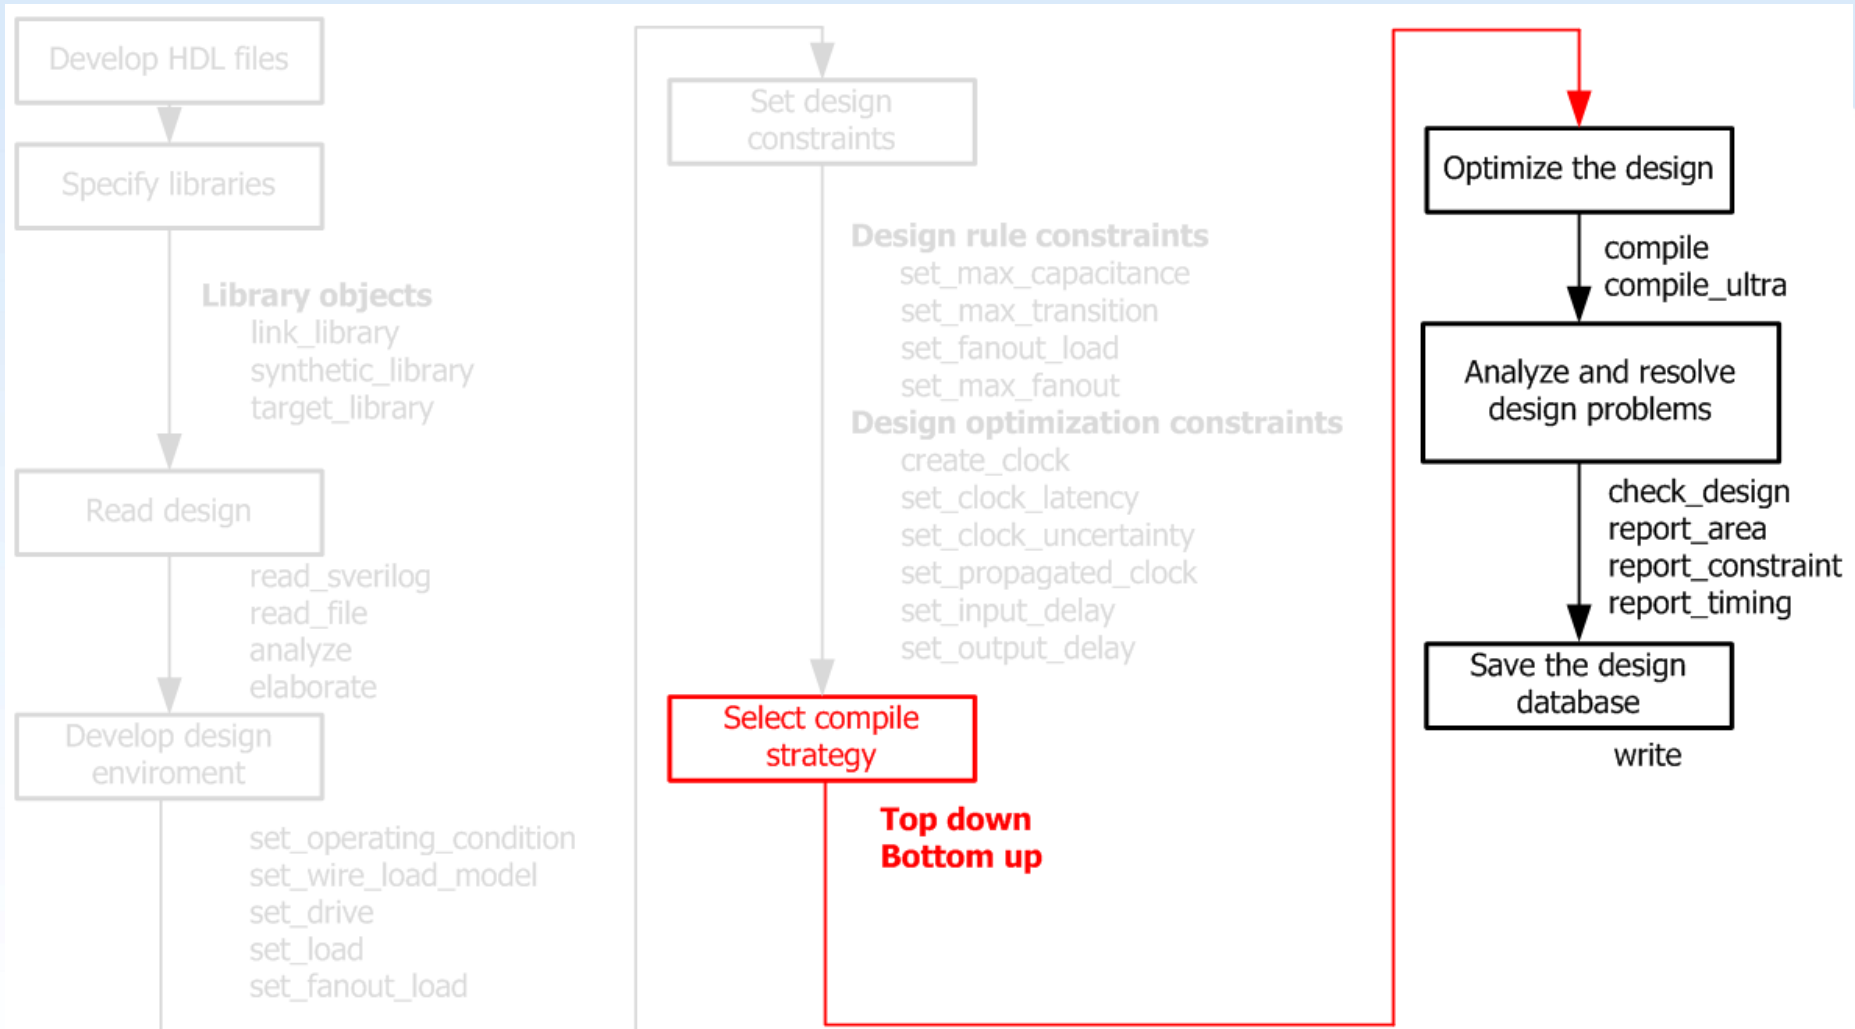 Develop HDL files
Specify libraries
Library objects
link_library
synthetic_library
target_library
Read design
read_sverilog
read_file
analyze
elaborate
Develop design
enviroment
set_operating_condition
set_wire_load_model
set_drive
set_load
set_fanout_load
Set design
constraints
Design rule constraints
set_max_capacitance
set_max_transition
set_fanout_load
set_max_fanout
Design optimization constraints
create_clock
set_clock_latency
set_clock_uncertainty
set_propagated_clock
set_input_delay
set_output_delay
Select compile
strategy
Top down
Bottom up
Optimize the design
compile
compile_ultra
Analyze and resolve
design problems
check_design
report_area
report_constraint
report_timing
Save the design
database
write